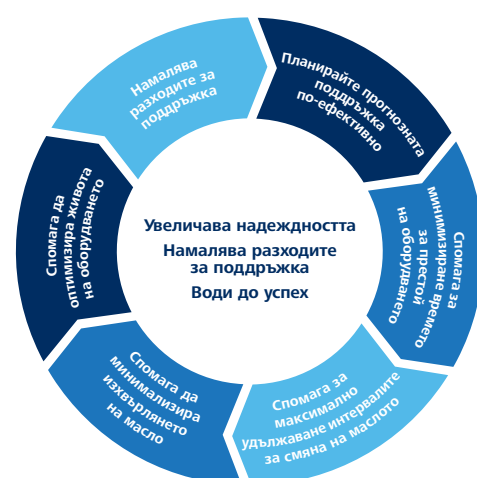 Намалява
разходите за
поддръжка
Планирайте прогнозната
поддръжка
по-ефективно
Спомага за
минимизиране времето
за престой
на оборудването
Спомага за
максимално
удължаване интервалите
за смяна на маслото
Спомага да
минимализира
изхвърлянето
на масло
Спомага да
оптимизира живота
на оборудването
Увеличава надеждността
Намалява разходите
за поддръжка
Води до успех